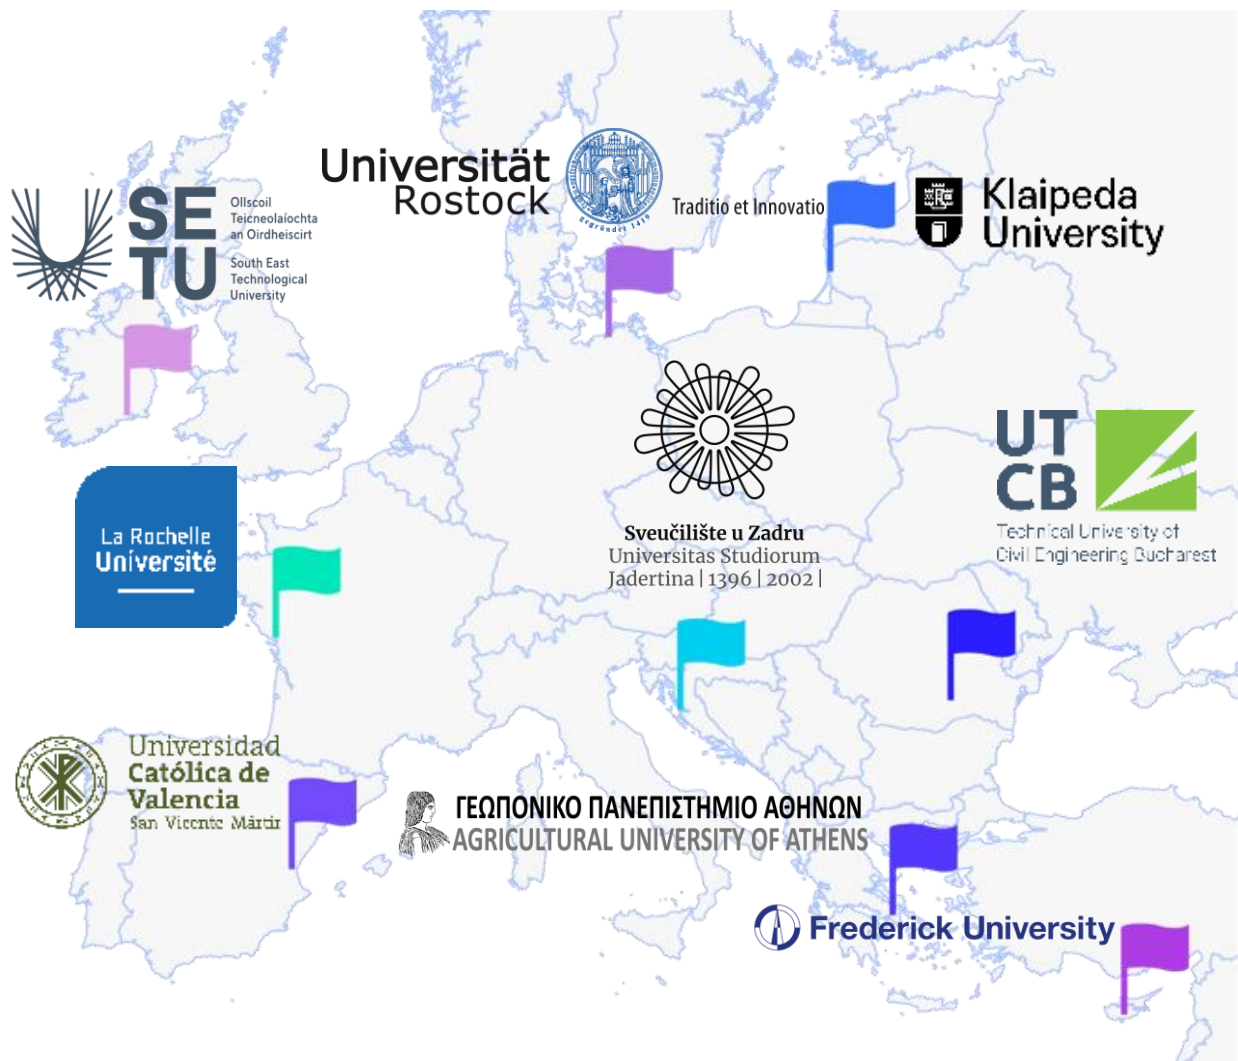 Universität
Rostock
gegründet 1419
Traditio et Innovatio
SE
TU
Ollscoil
Teicneolaíochta
an Oirdheiscirt
South East
Technological
University
Klaipeda
University
La Rochelle
Université
Sveučilište u Zadru
Universitas Studiorum
Jadertina | 1396 | 2002 |
UT
CB
Technical University of
Civil Engineering Bucharest
Universidad
Católica de
Valencia
San Vicente Mártir
ΓΕΩΠΟΝΙΚΟ ΠΑΝΕΠΙΣΤΗΜΙΟ ΑΘΗΝΩΝ
AGRICULTURAL UNIVERSITY OF ATHENS
Frederick University